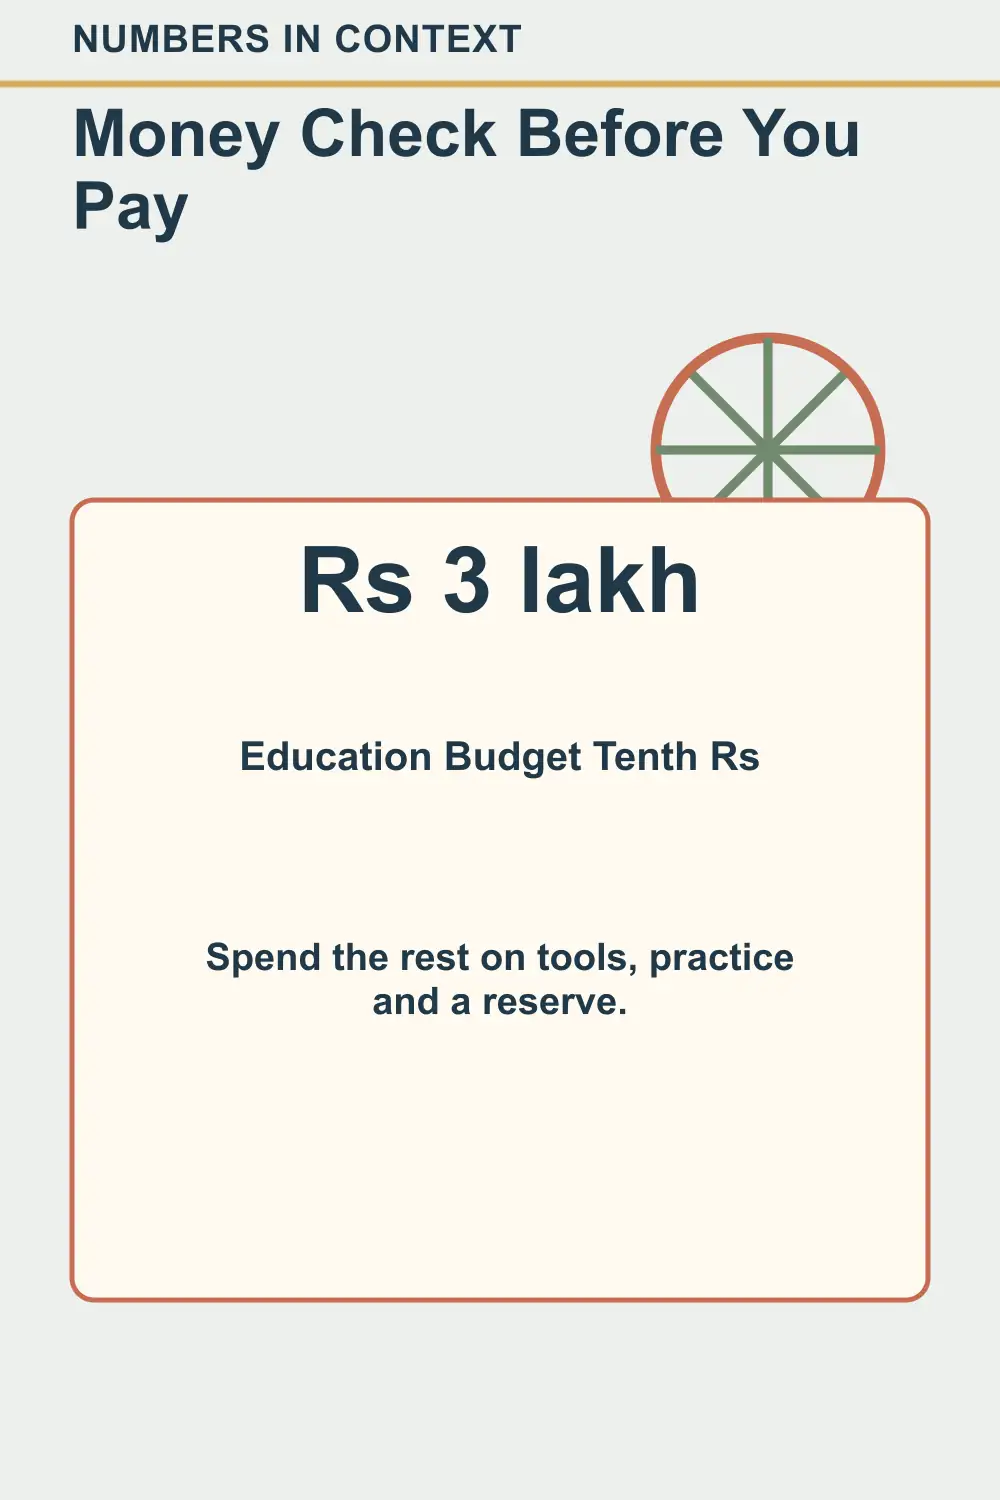 NUMBERS IN CONTEXT
Money Check Before You
Pay
Rs 3 lakh
Education Budget Tenth Rs
Spend the rest on tools, practice
and a reserve.